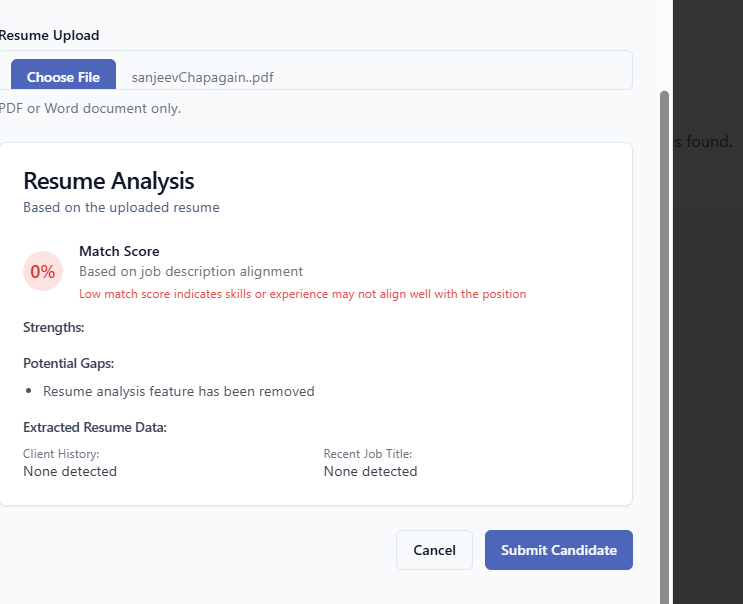 Resume Upload
Choose File sanjeevChapagain..pdf
PDF or Word document only.
s found.
Resume Analysis
Based on the uploaded resume
0%
Match Score
Based on job description alignment
Low match score indicates skills or experience may not align well with the position
Strengths:
Potential Gaps:
• Resume analysis feature has been removed
Extracted Resume Data:
Client History: Recent Job Title:
None detected None detected
Cancel Submit Candidate